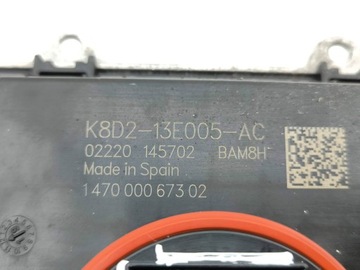 K8D2-13E005-AC
02220 145702 BAM8H
Made in Spain
1 470 000 673 02